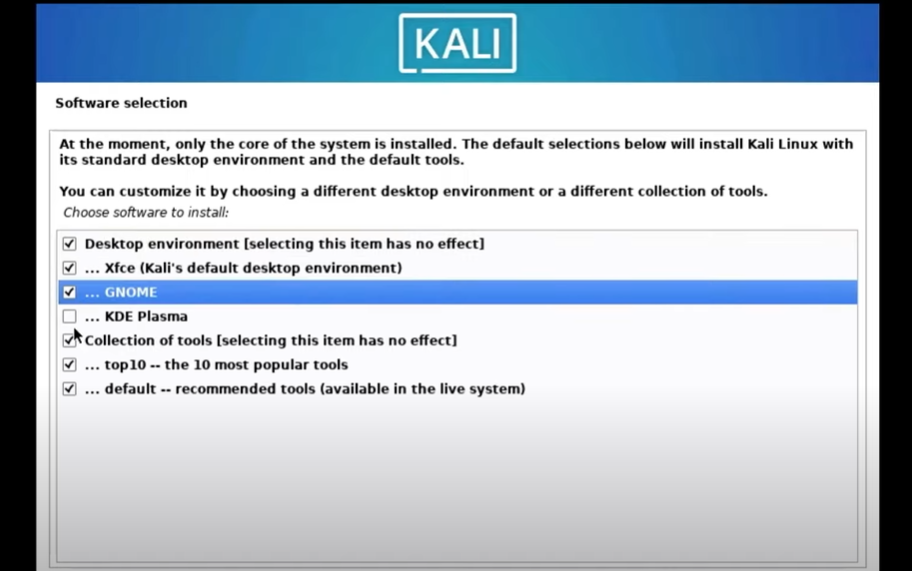 KALI
Software selection
At the moment, only the core of the system is installed. The default selections below will install Kali Linux with
its standard desktop environment and the default tools.
You can customize it by choosing a different desktop environment or a different collection of tools.
Choose software to install:
Desktop environment [selecting this item has no effect]
... Xfce (Kali's default desktop environment)
... GNOME
... KDE Plasma
Collection of tools [selecting this item has no effect]
... top10 -- the 10 most popular tools
... default -- recommended tools (available in the live system)